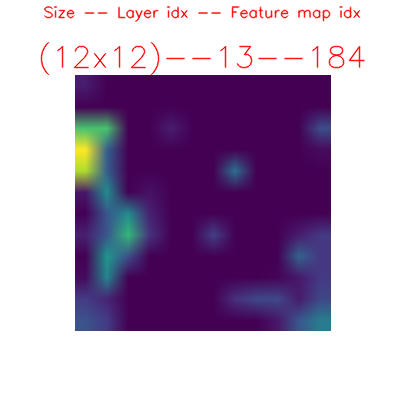 Size -- Layer idx -- Feature map idx
(12x12)--13--184